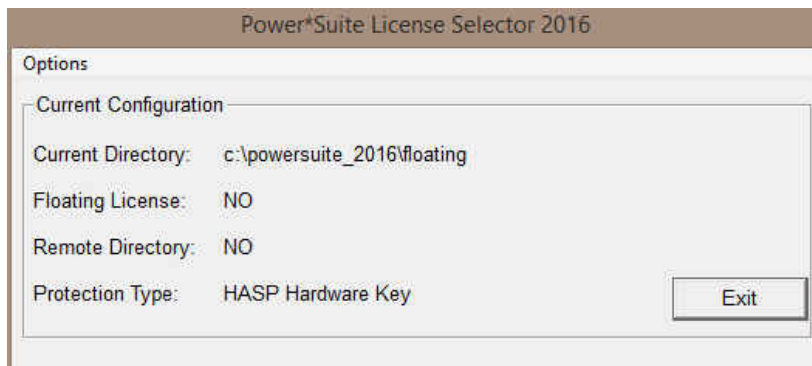 Power*Suite License Selector 2016
Options
Current Configuration
Current Directory: c:\powersuite_2016\floating
Floating License: NO
Remote Directory: NO
Protection Type: HASP Hardware Key
Exit